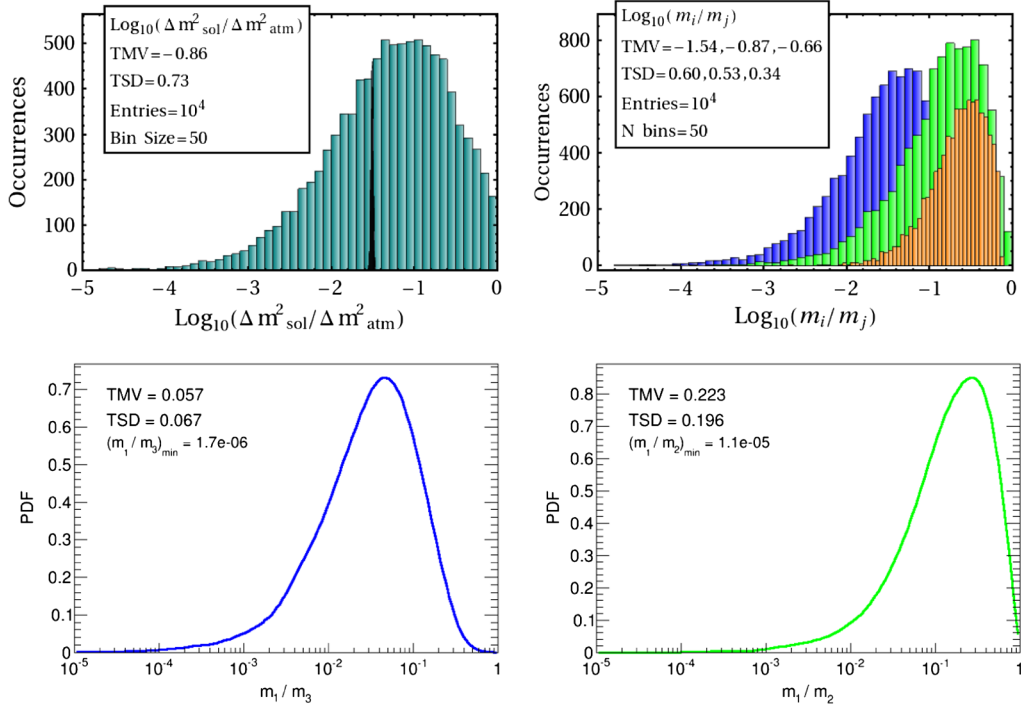 Log₁₀(Δm²sol/Δm²atm)
TMV=−0.86
TSD=0.73
Entries=10⁴
Bin Size=50
Occurrences
500
400
300
200
100
0
−5
−4
−3
−2
−1
0
Log₁₀(Δm²sol/Δm²atm)
Log₁₀(mᵢ/mⱼ)
TMV=−1.54,−0.87,−0.66
TSD=0.60,0.53,0.34
Entries=10⁴
N bins=50
Occurrences
800
600
400
200
0
−5
−4
−3
−2
−1
0
Log₁₀(mᵢ/mⱼ)
TMV = 0.057
TSD = 0.067
(m₁ / m₃)min = 1.7e-06
PDF
0.7
0.6
0.5
0.4
0.3
0.2
0.1
0
10⁻⁵
10⁻⁴
10⁻³
10⁻²
10⁻¹
1
m₁ / m₃
TMV = 0.223
TSD = 0.196
(m₁ / m₂)min = 1.1e-05
PDF
0.8
0.7
0.6
0.5
0.4
0.3
0.2
0.1
0
10⁻⁵
10⁻⁴
10⁻³
10⁻²
10⁻¹
1
m₁ / m₂